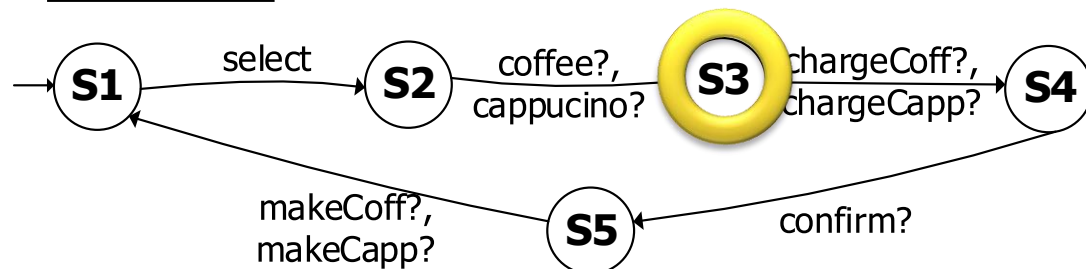 S1
select
S2
coffee?,
cappucino?
S3
chargeCoff?,
chargeCapp?
S4
makeCoff?,
makeCapp?
S5
confirm?